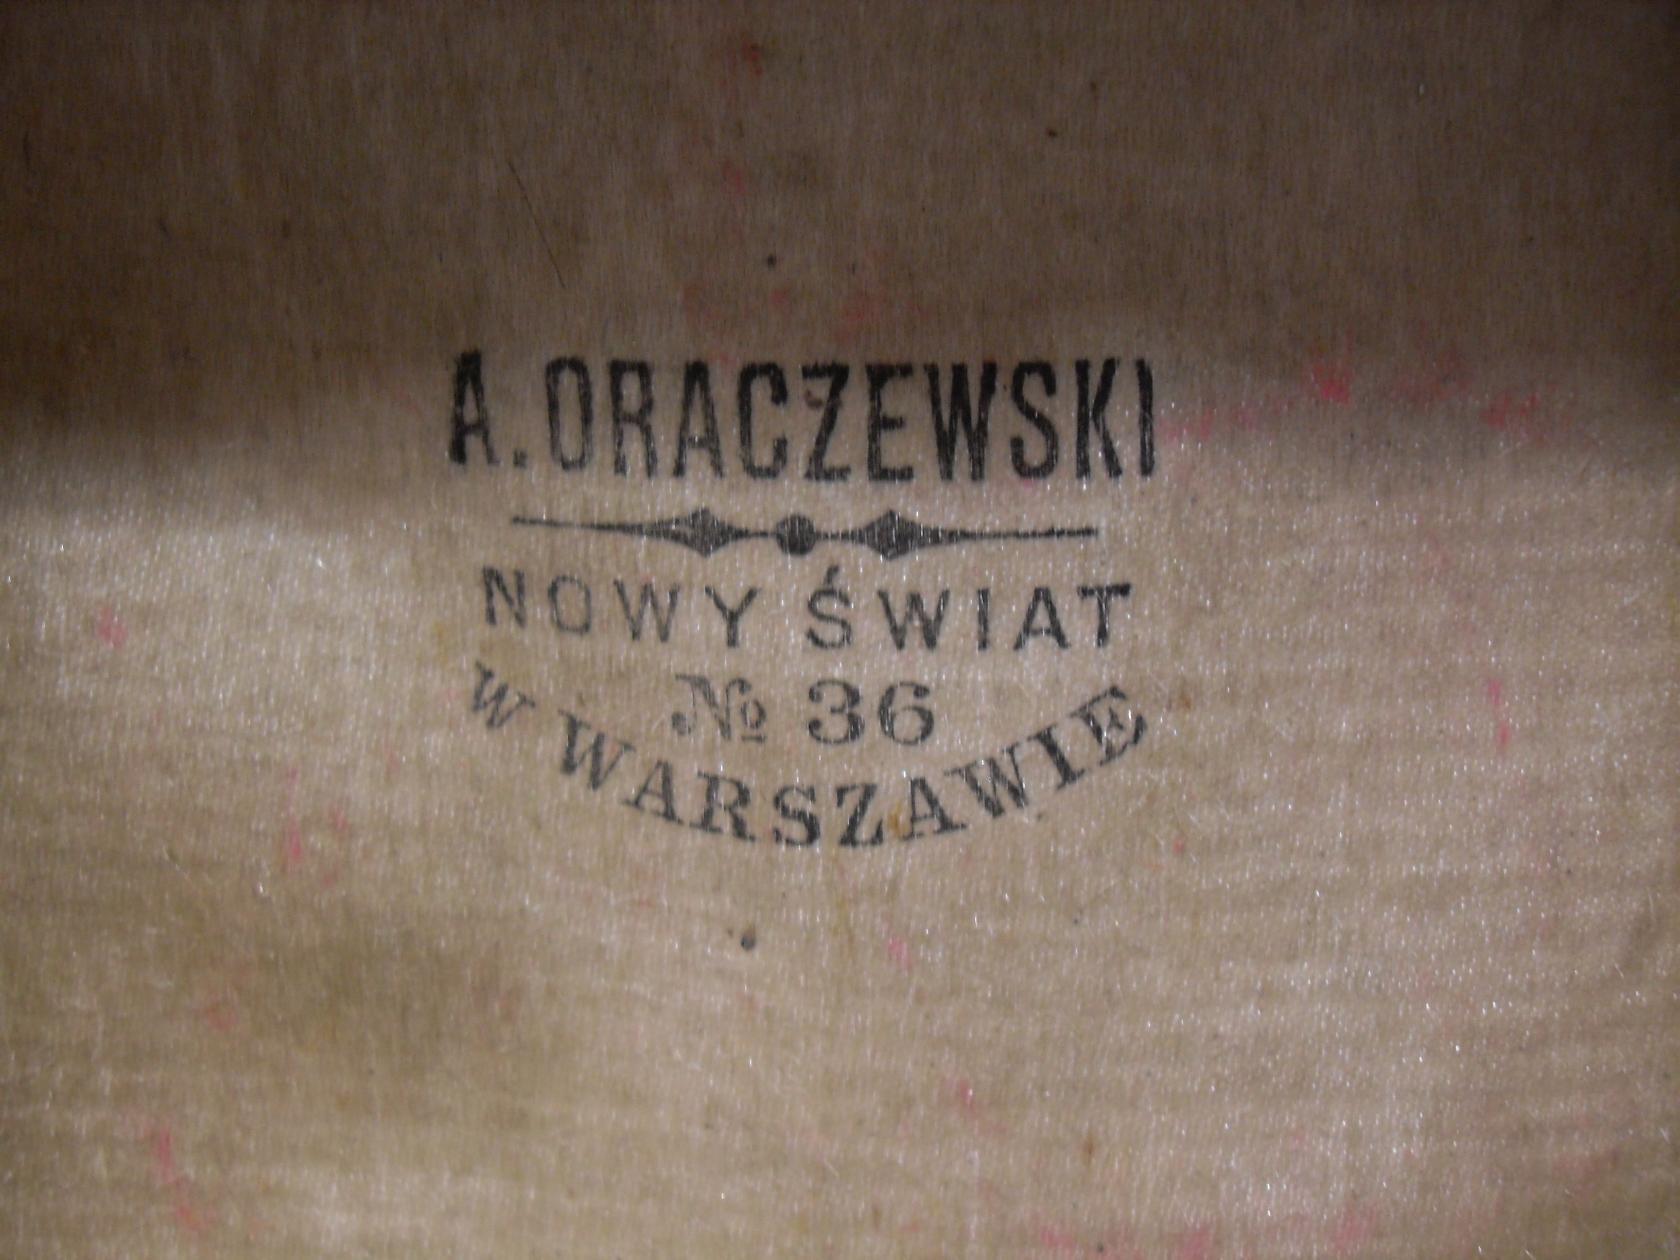 A. ORACZEWSKI
NOWY ŚWIAT
№ 36
W WARSZAWIE